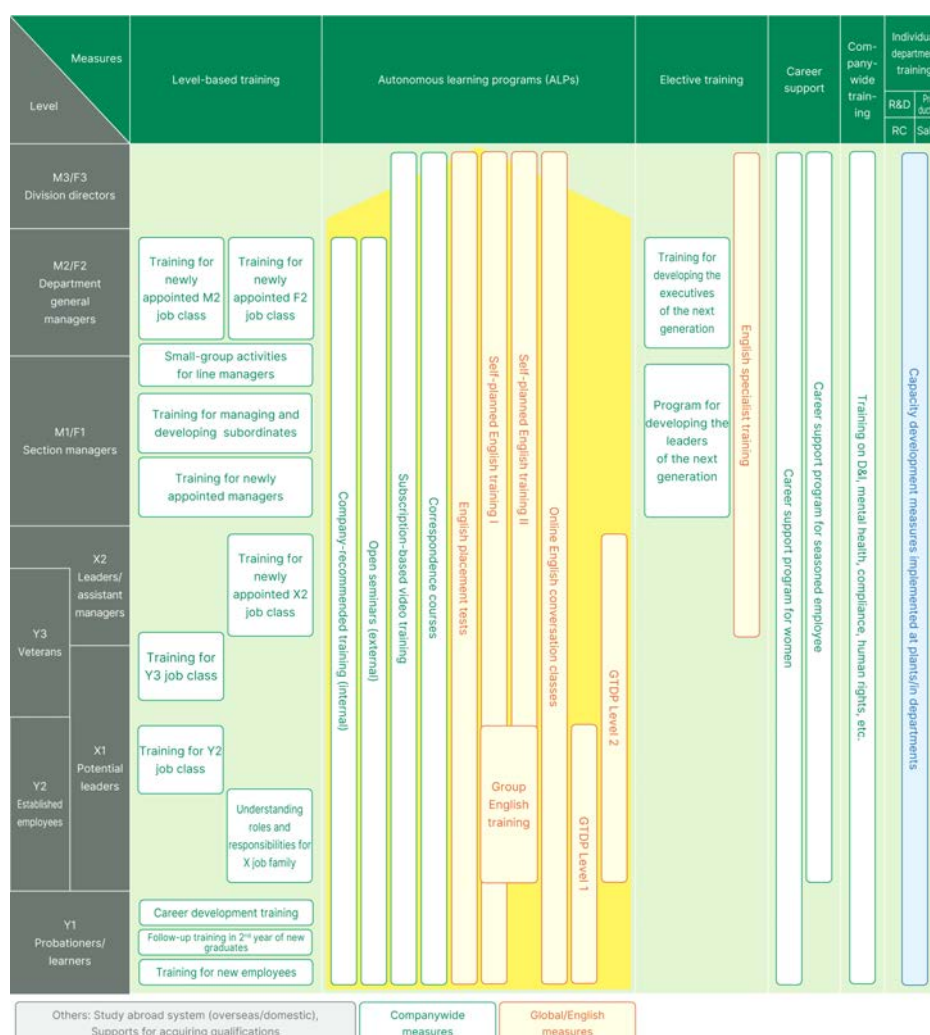 Measures
Level
Level-based training
Autonomous learning programs (ALPs)
Elective training
Career
support
Com-
pany-
wide
train-
ing
training
R&D
RC
M3/F3
Division directors
M2/F2
Department
general
managers
M1/F1
Section managers
X2
Leaders/
assistant
managers
Y3
Veterans
X1
Potential
leaders
Y2
Established
employees
Y1
Probationers/
learners
Training for
newly
appointed M2
job class
Training for
newly
appointed F2
job class
Small-group activities
for line managers
Training for managing and
developing subordinates
Training for newly
appointed managers
Training for
newly
appointed X2
job class
Training for
Y3 job class
Training for Y2
job class
Understanding
roles and
responsibilities for
X job family
Career development training
Follow-up training in 2nd year of new
graduates
Training for new employees
Company-recommended training (internal)
Open seminars (external)
Subscription-based video training
Correspondence courses
English placement tests
Self-planned English training I
Self-planned English training II
Group
English
training
Online English conversation classes
GTDP Level 1
GTDP Level 2
Training for
developing the
executives
of the next
generation
Program for
developing the
leaders
of the next
generation
English specialist training
Career support program for women
Career support program for seasoned employee
Training on D&I, mental health, compliance, human rights, etc.
Capacity development measures implemented at plants/in departments
Others: Study abroad system (overseas/domestic),
Supports for acquiring qualifications
Companywide
measures
Global/English
measures